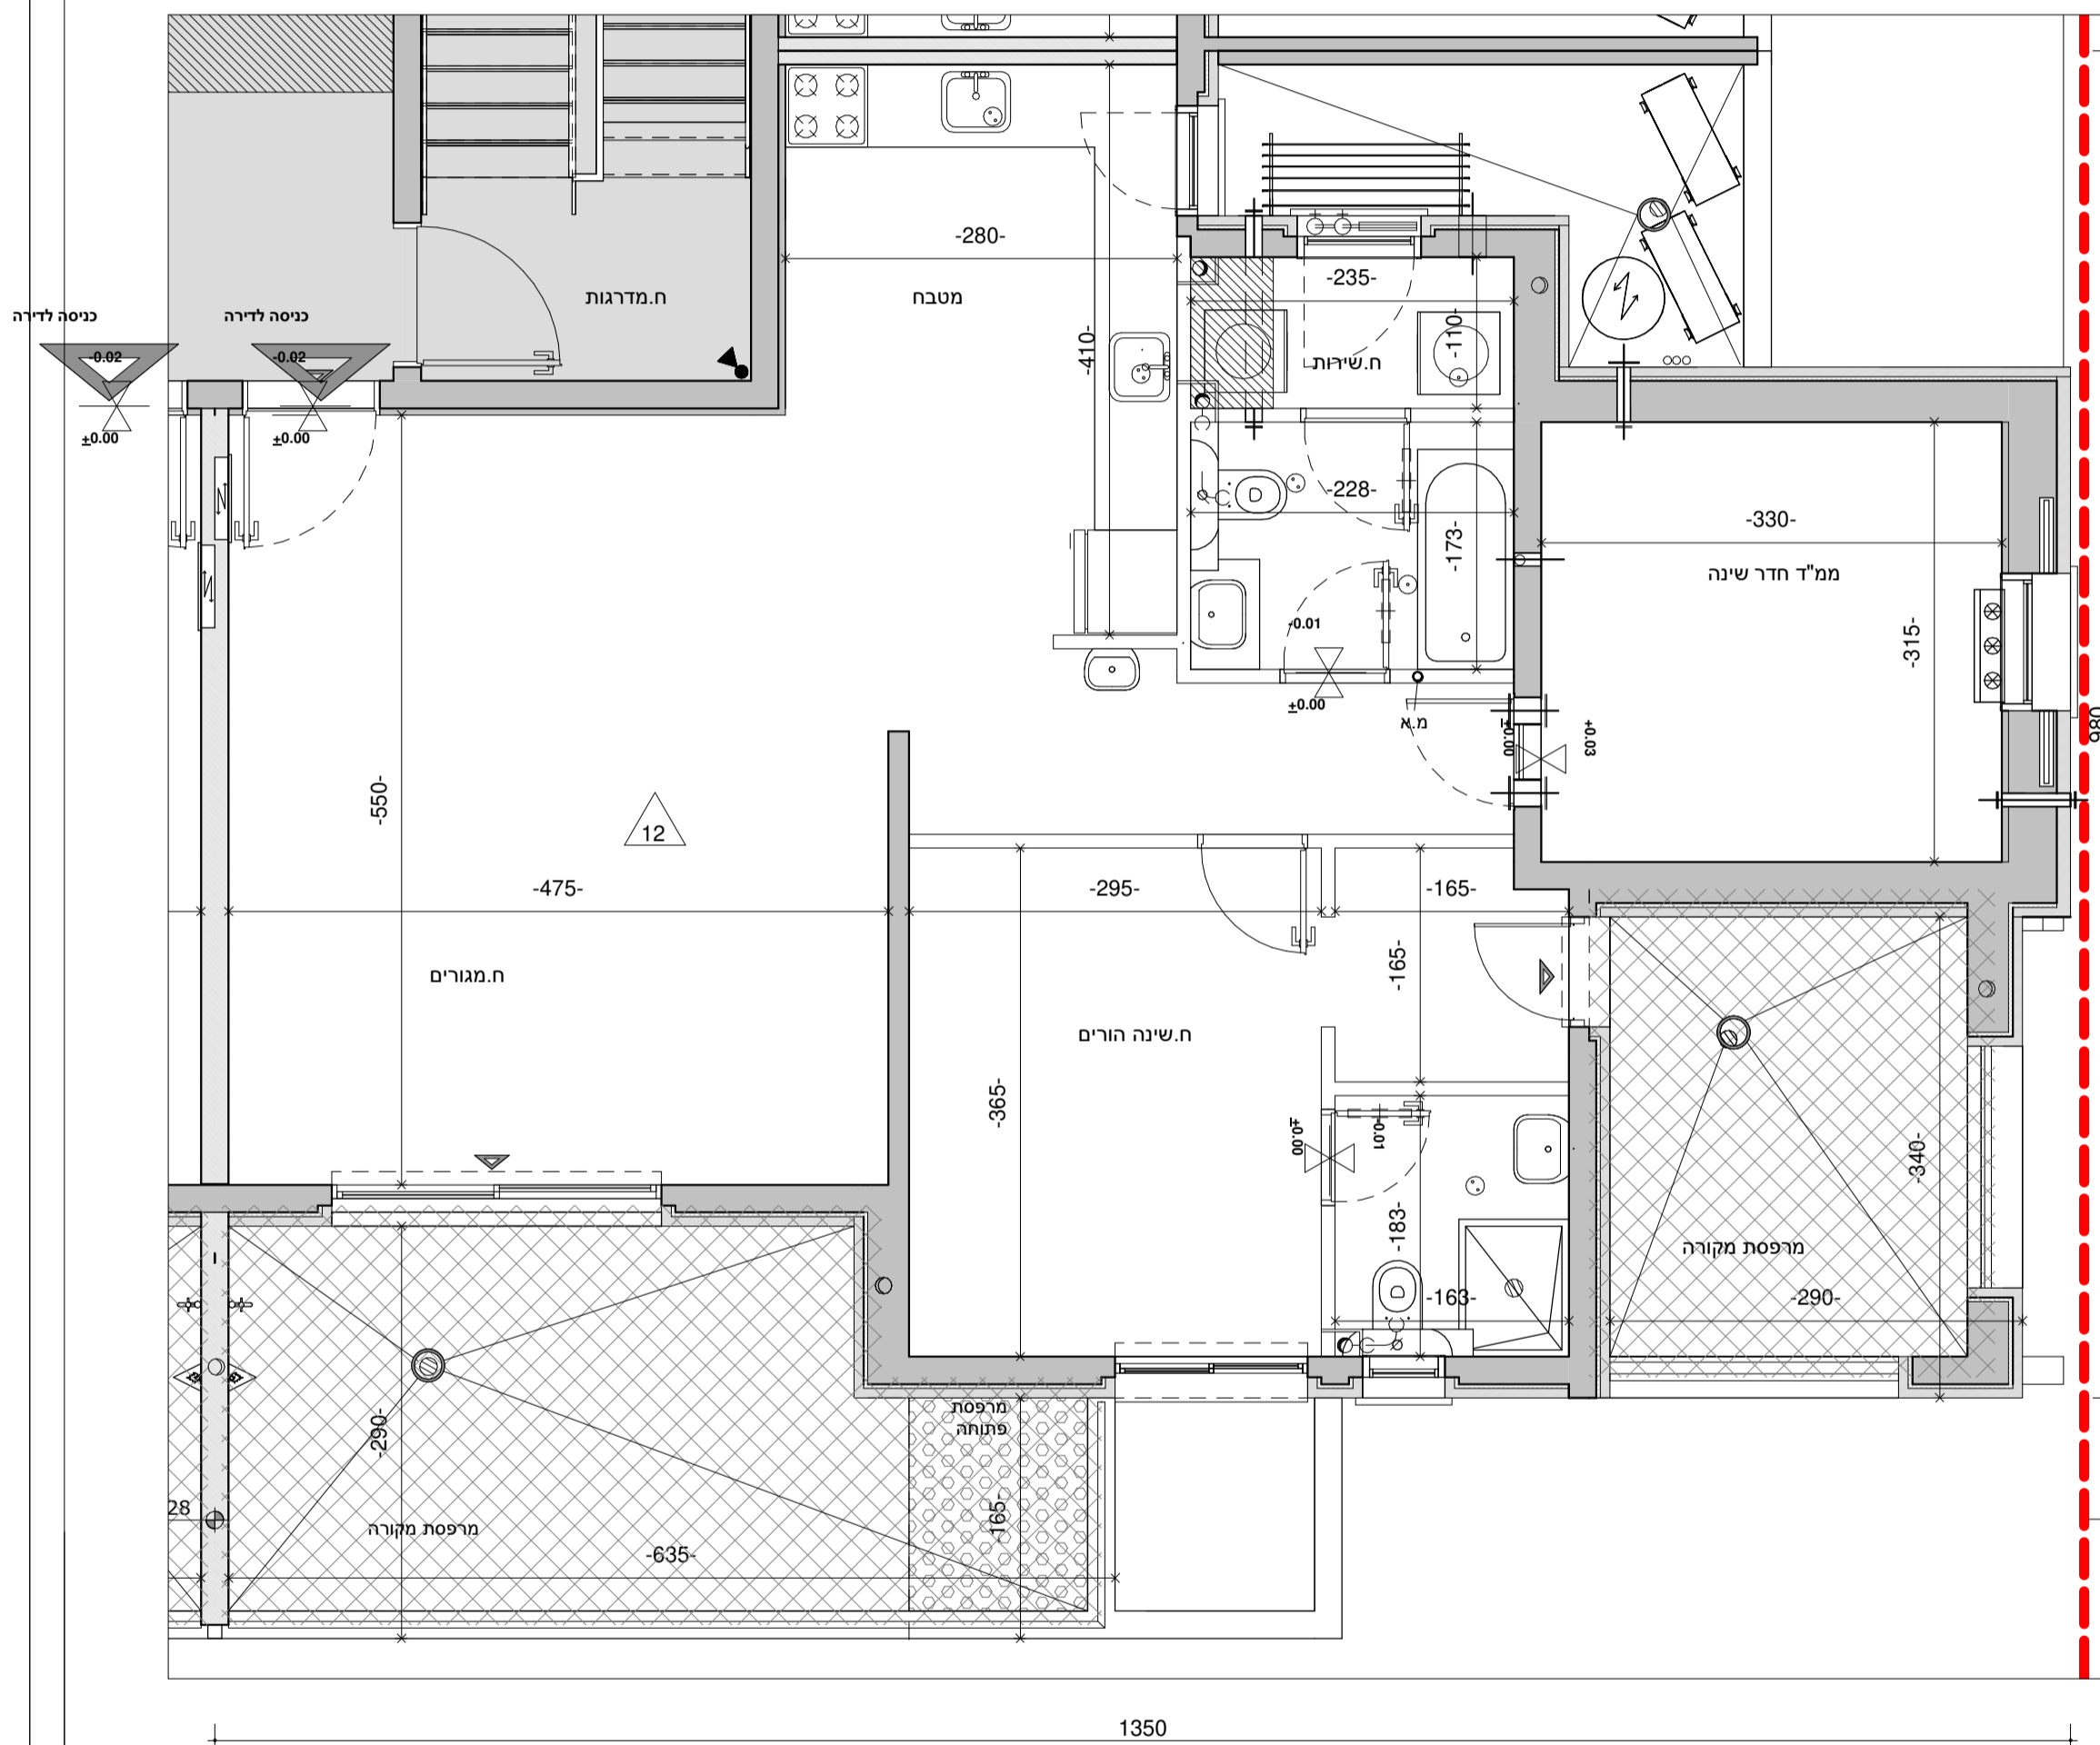 -280-
-235-
ח.מדרגות
מטבח
כניסה לדירה
כניסה לדירה
-110-
-0.02
-0.02
-410-
ח.שירות
±0.00
±0.00
-228-
-330-
-173-
ממ"ד חדר שינה
-0.01
-315-
±0.00
מ.א
±0.00
+0.03
980
-550-
12
-475-
-295-
-165-
-165-
ח.מגורים
ח.שינה הורים
-365-
±0.00
-0.01
-340-
-183-
מרפסת מקורה
-163-
-290-
מרפסת
פתוחה
-290-
28
-165-
מרפסת מקורה
-635-
1350